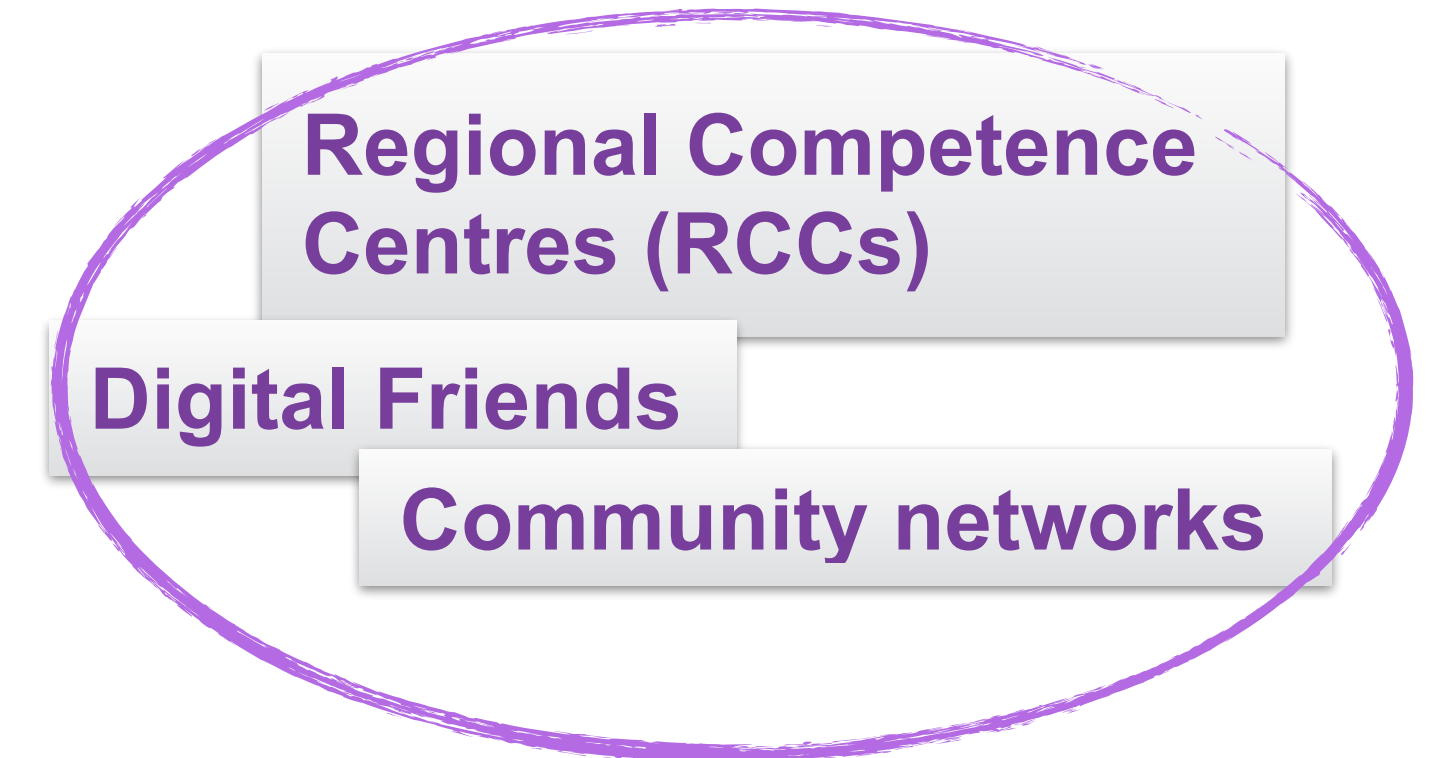 Regional Competence
Centres (RCCs)
Digital Friends
Community networks